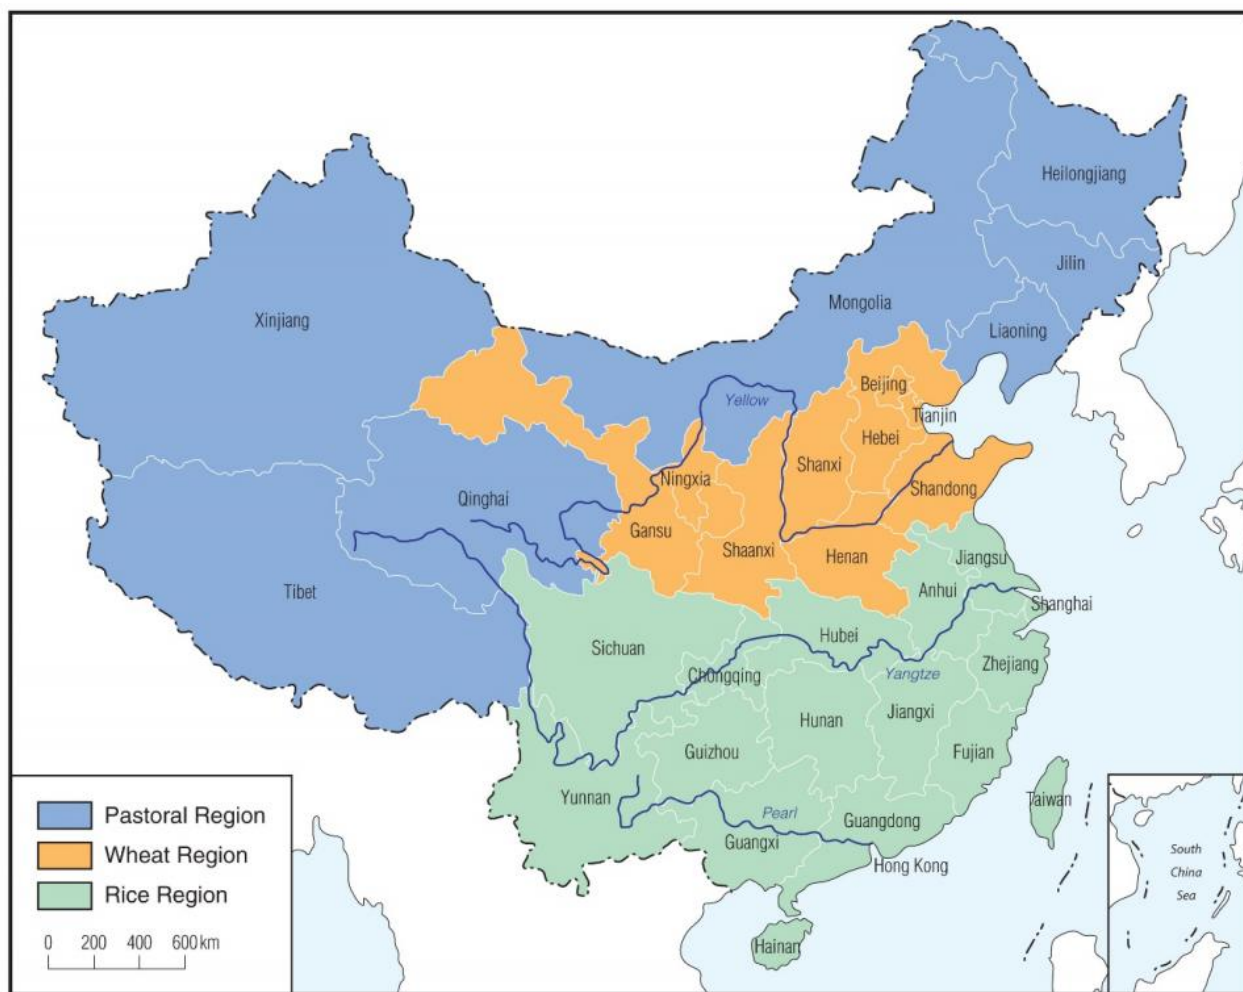 Heilongjiang
Jilin
Mongolia
Liaoning
Xinjiang
Beijing
Yellow
Tianjin
Hebei
Shanxi
Ningxia
Shandong
Qinghai
Gansu
Shaanxi
Henan
Jiangsu
Anhui
Tibet
Shanghai
Hubei
Sichuan
Zhejiang
Chongqing
Yangtze
Jiangxi
Hunan
Guizhou
Fujian
Yunnan
Taiwan
Pearl
Guangdong
Guangxi
Hong Kong
Hainan
Pastoral Region
Wheat Region
Rice Region
0 200 400 600 km
South
China
Sea